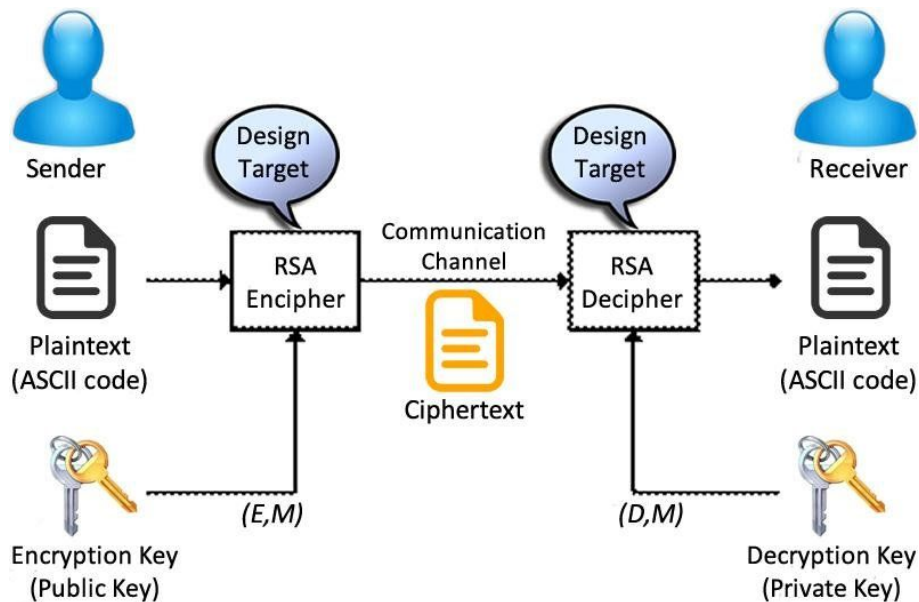 Design
Target
Design
Target
Sender
Receiver
Communication
Channel
RSA
Encipher
RSA
Decipher
Plaintext
(ASCII code)
Ciphertext
Plaintext
(ASCII code)
(E,M)
(D,M)
Encryption Key
(Public Key)
Decryption Key
(Private Key)